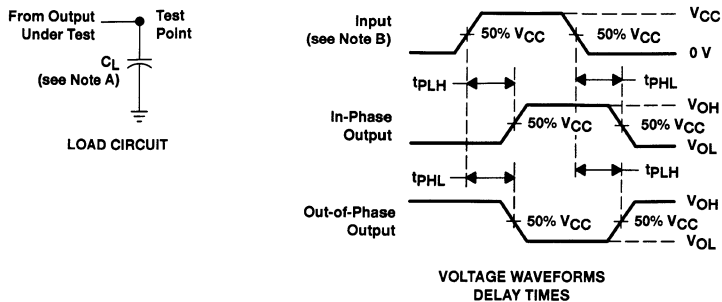 From Output
Under Test
Test
Point
CL
(see Note A)
LOAD CIRCUIT
Input
(see Note B)
50% VCC
50% VCC
VCC
0 V
tPLH
tPHL
In-Phase
Output
50% VCC
50% VCC
VOH
VOL
tPHL
tPLH
Out-of-Phase
Output
50% VCC
50% VCC
VOH
VOL
VOLTAGE WAVEFORMS
DELAY TIMES